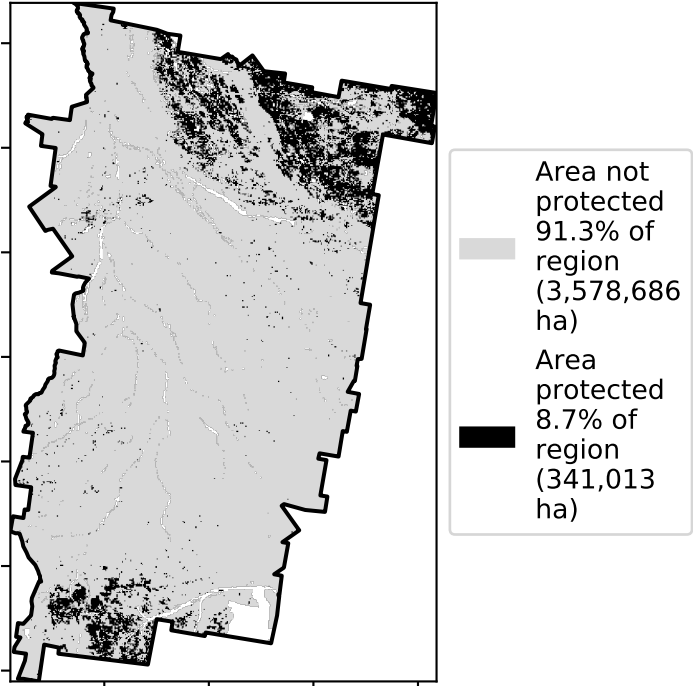 Area not
protected
91.3% of
region
(3,578,686
ha)
Area
protected
8.7% of
region
(341,013
ha)